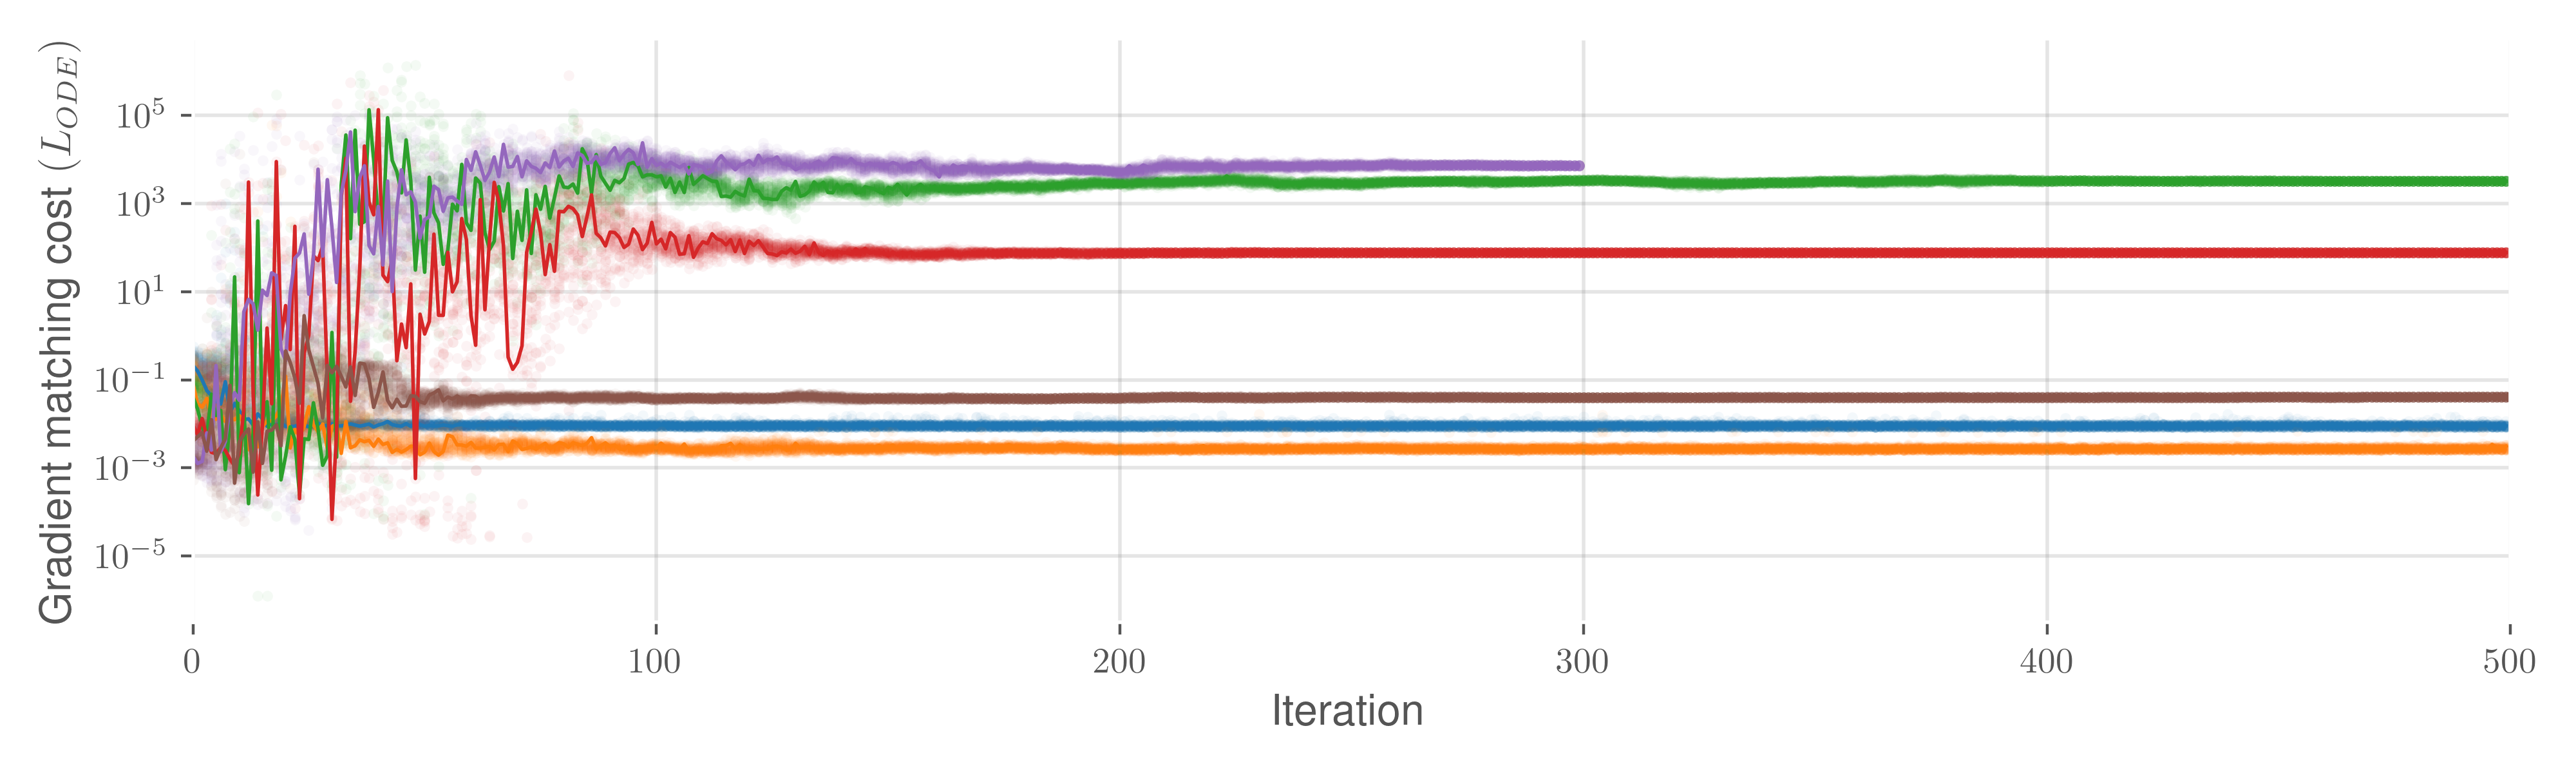 Gradient matching cost (L_{ODE})
10^5
10^3
10^1
10^{-1}
10^{-3}
10^{-5}
0 100 200 300 400 500
Iteration